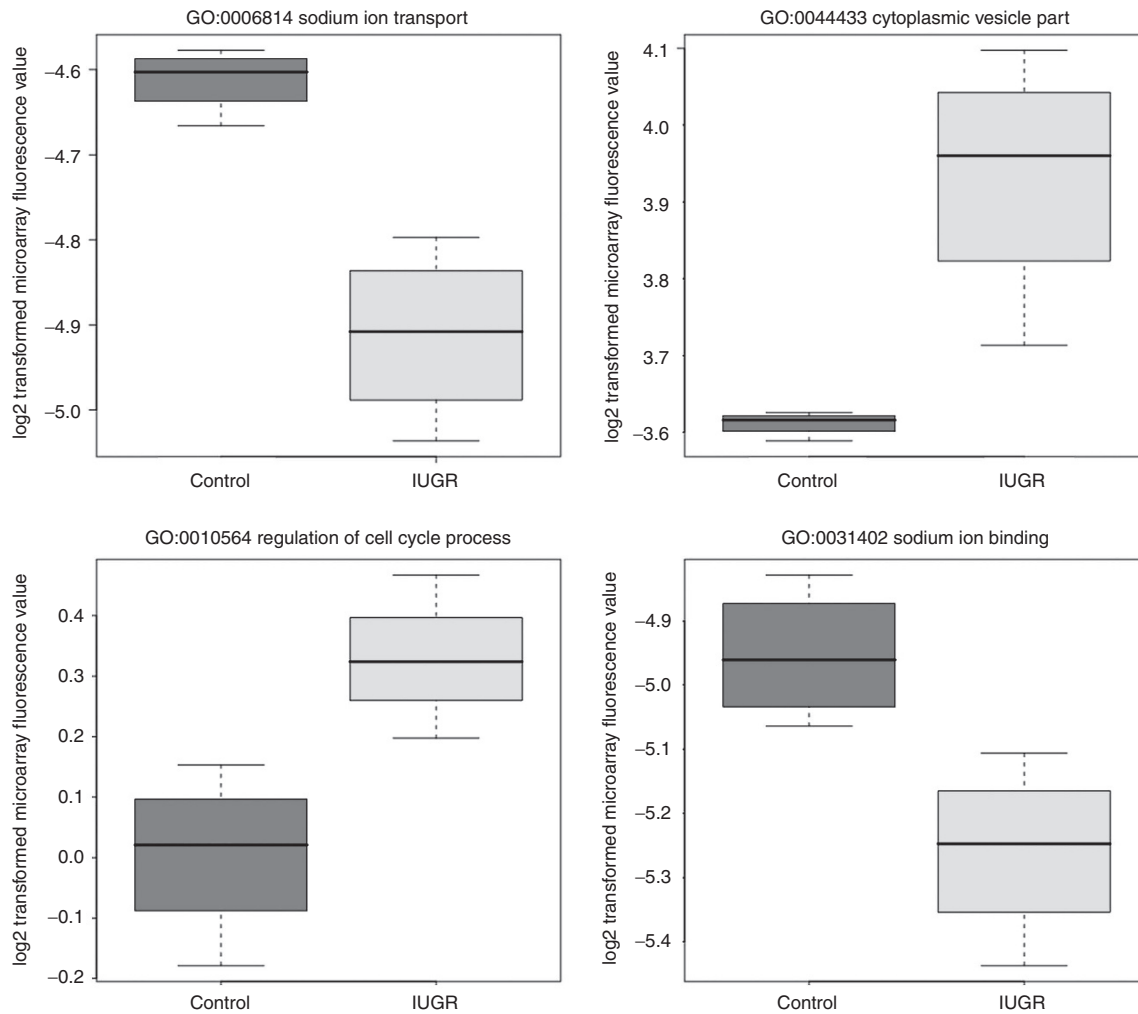 GO:0006814 sodium ion transport
log2 transformed microarray fluorescence value
−4.6
−4.7
−4.8
−4.9
−5.0
Control
IUGR
GO:0044433 cytoplasmic vesicle part
log2 transformed microarray fluorescence value
4.1
4.0
3.9
3.8
3.7
−3.6
Control
IUGR
GO:0010564 regulation of cell cycle process
log2 transformed microarray fluorescence value
0.4
0.3
0.2
0.1
0.0
−0.1
−0.2
Control
IUGR
GO:0031402 sodium ion binding
log2 transformed microarray fluorescence value
−4.9
−5.0
−5.1
−5.2
−5.3
−5.4
Control
IUGR